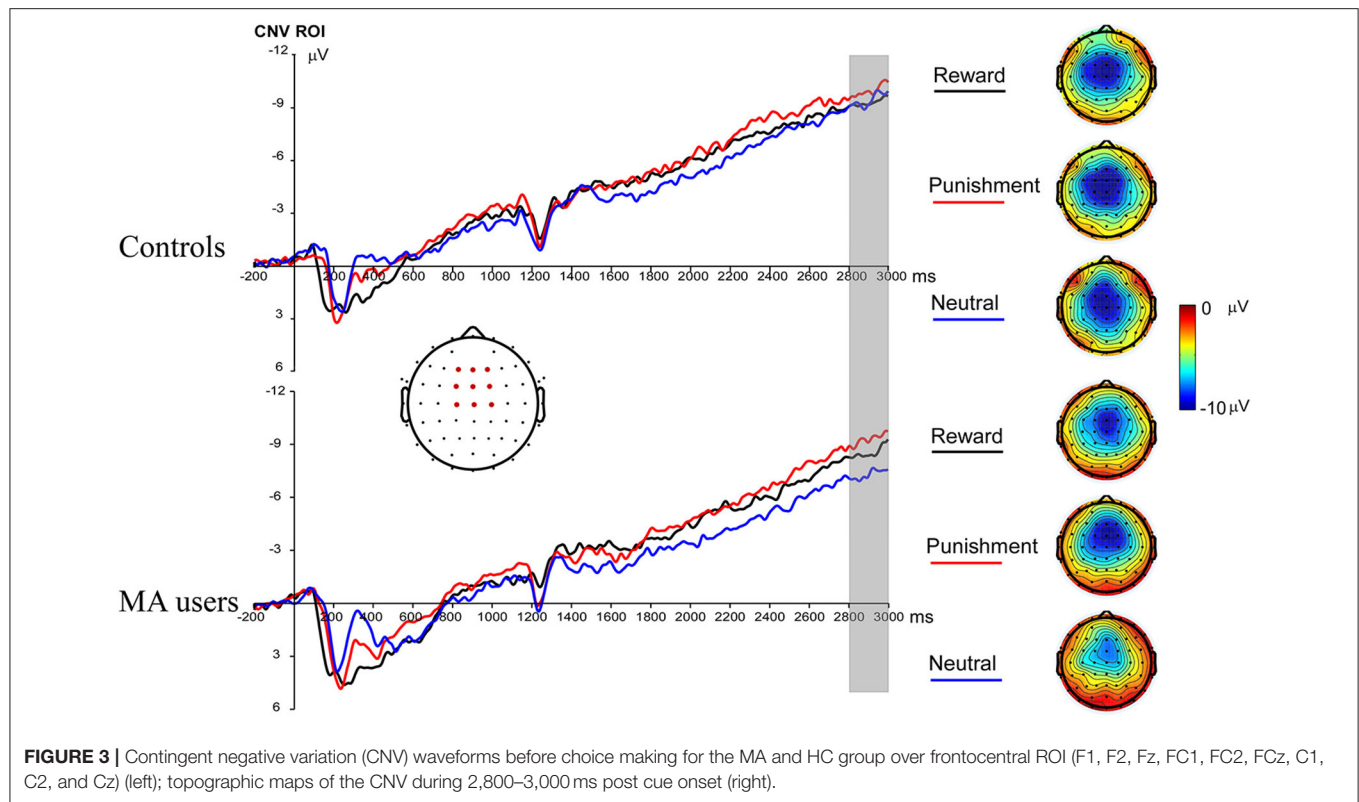 CNV ROI
μV
-12
-9
-6
-3
3
6
Controls
-200
200 400 600 800 1000 1200 1400 1600 1800 2000 2200 2400 2600 2800 3000 ms
Reward
Punishment
Neutral
0 μV
-10 μV
-12
-9
-6
-3
3
6
MA users
-200
200 400 600 800 1000 1200 1400 1600 1800 2000 2200 2400 2600 2800 3000 ms
Reward
Punishment
Neutral
FIGURE 3 | Contingent negative variation (CNV) waveforms before choice making for the MA and HC group over frontocentral ROI (F1, F2, Fz, FC1, FC2, FCz, C1,
C2, and Cz) (left); topographic maps of the CNV during 2,800–3,000 ms post cue onset (right).